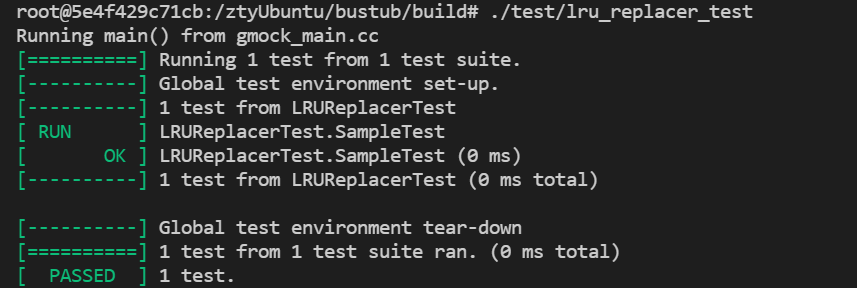 root@5e4f429c71cb:/ztyUbuntu/bustub/build# ./test/lru_replacer_test
Running main() from gmock_main.cc
[==========] Running 1 test from 1 test suite.
[----------] Global test environment set-up.
[----------] 1 test from LRUReplacerTest
[ RUN      ] LRUReplacerTest.SampleTest
[       OK ] LRUReplacerTest.SampleTest (0 ms)
[----------] 1 test from LRUReplacerTest (0 ms total)

[----------] Global test environment tear-down
[==========] 1 test from 1 test suite ran. (0 ms total)
[  PASSED  ] 1 test.